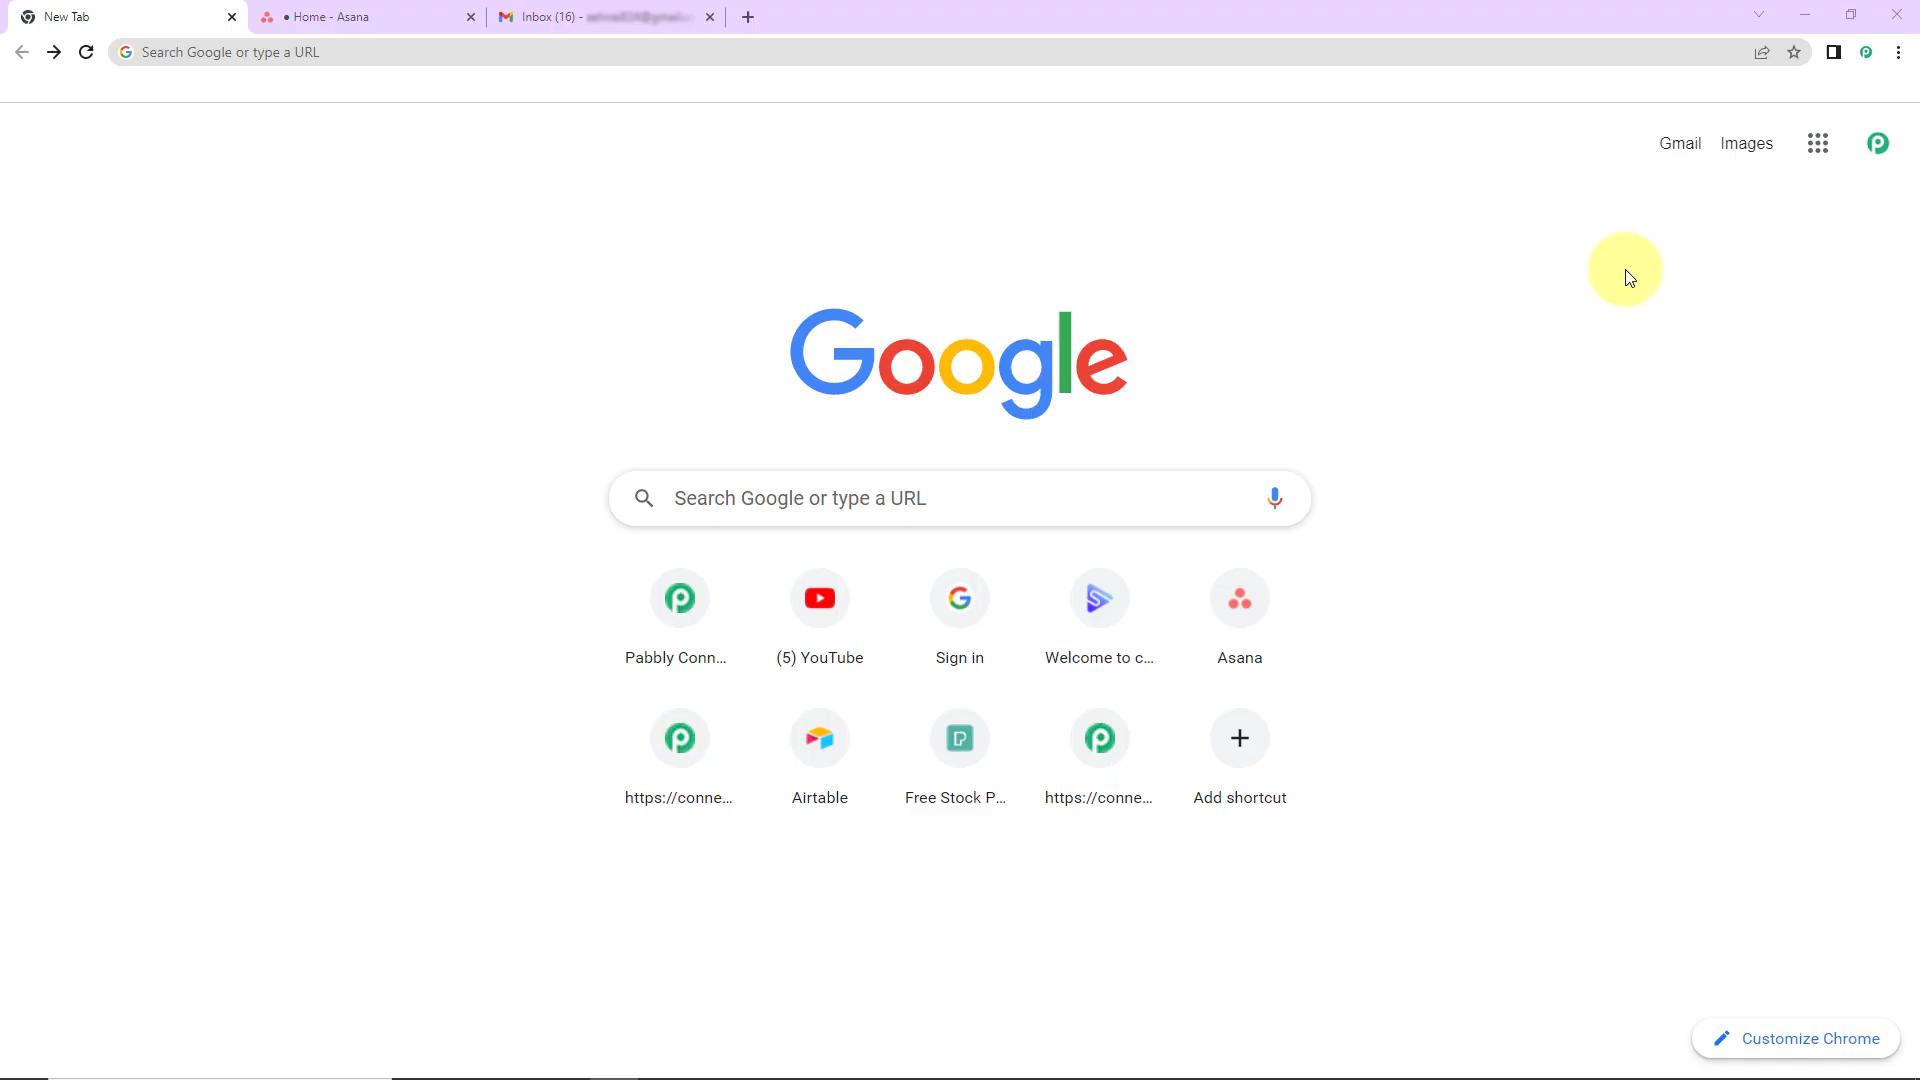 New Tab
● Home - Asana
Inbox (16) -
Search Google or type a URL
Gmail
Images
Google
Search Google or type a URL
Pabbly Conn...
(5) YouTube
Sign in
Welcome to c...
Asana
https://conne...
Airtable
Free Stock P...
https://conne...
Add shortcut
Customize Chrome